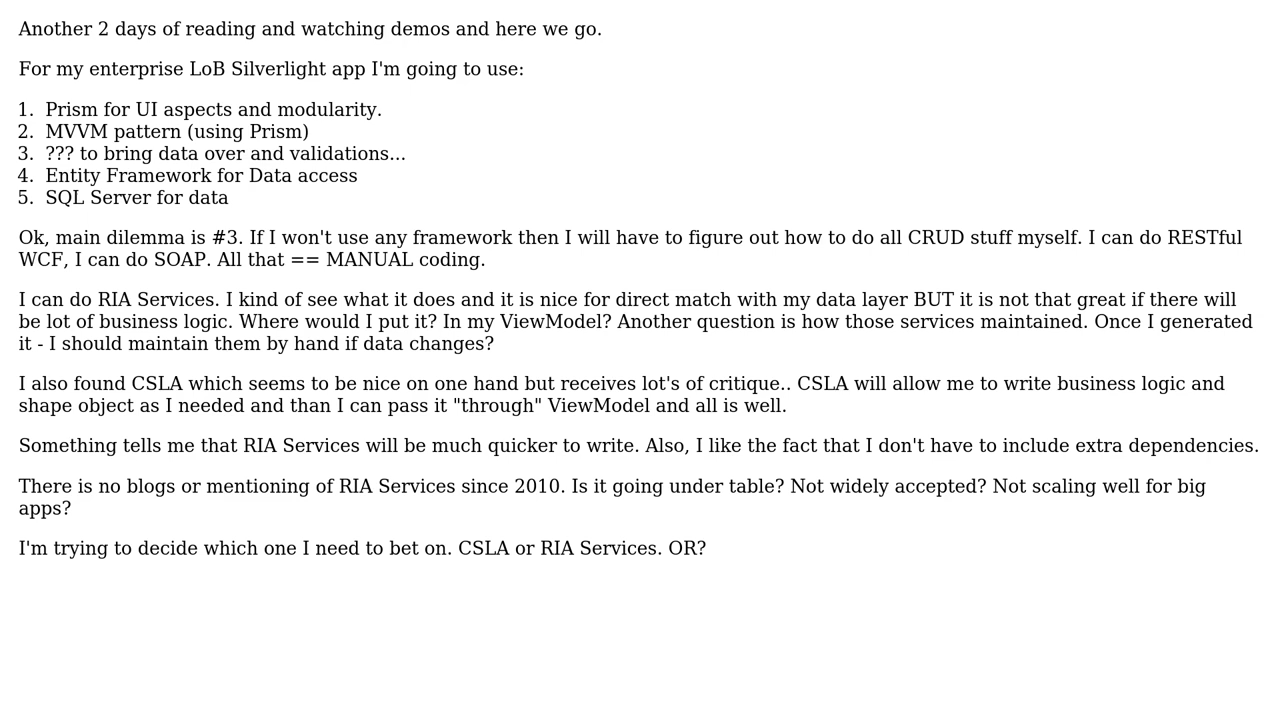 Another 2 days of reading and watching demos and here we go.
For my enterprise LoB Silverlight app I'm going to use:
1. Prism for UI aspects and modularity.
2. MVVM pattern (using Prism)
3. ??? to bring data over and validations...
4. Entity Framework for Data access
5. SQL Server for data
Ok, main dilemma is #3. If I won't use any framework then I will have to figure out how to do all CRUD stuff myself. I can do RESTful
WCF, I can do SOAP. All that == MANUAL coding.
I can do RIA Services. I kind of see what it does and it is nice for direct match with my data layer BUT it is not that great if there will
be lot of business logic. Where would I put it? In my ViewModel? Another question is how those services maintained. Once I generated
it - I should maintain them by hand if data changes?
I also found CSLA which seems to be nice on one hand but receives lot's of critique.. CSLA will allow me to write business logic and
shape object as I needed and than I can pass it "through" ViewModel and all is well.
Something tells me that RIA Services will be much quicker to write. Also, I like the fact that I don't have to include extra dependencies.
There is no blogs or mentioning of RIA Services since 2010. Is it going under table? Not widely accepted? Not scaling well for big
apps?
I'm trying to decide which one I need to bet on. CSLA or RIA Services. OR?